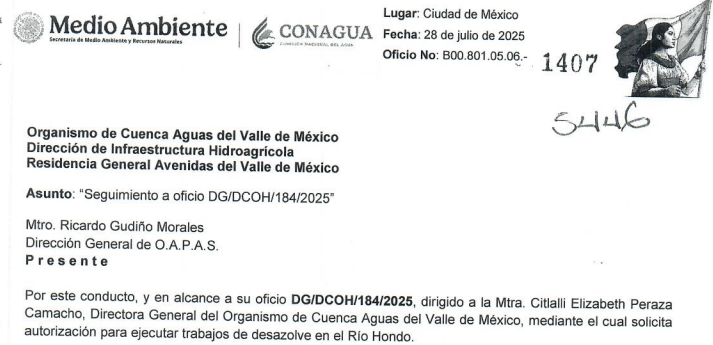 Medio Ambiente
Secretaría de Medio Ambiente y Recursos Naturales
CONAGUA
COMISIÓN NACIONAL DEL AGUA
Lugar: Ciudad de México
Fecha: 28 de julio de 2025
Oficio No: B00.801.05.06.- 1407
5446
Organismo de Cuenca Aguas del Valle de México
Dirección de Infraestructura Hidroagrícola
Residencia General Avenidas del Valle de México
Asunto: “Seguimiento a oficio DG/DCOH/184/2025”
Mtro. Ricardo Gudiño Morales
Dirección General de O.A.P.A.S.
P r e s e n t e
Por este conducto, y en alcance a su oficio DG/DCOH/184/2025, dirigido a la Mtra. Citlalli Elizabeth Peraza
Camacho, Directora General del Organismo de Cuenca Aguas del Valle de México, mediante el cual solicita
autorización para ejecutar trabajos de desazolve en el Río Hondo.